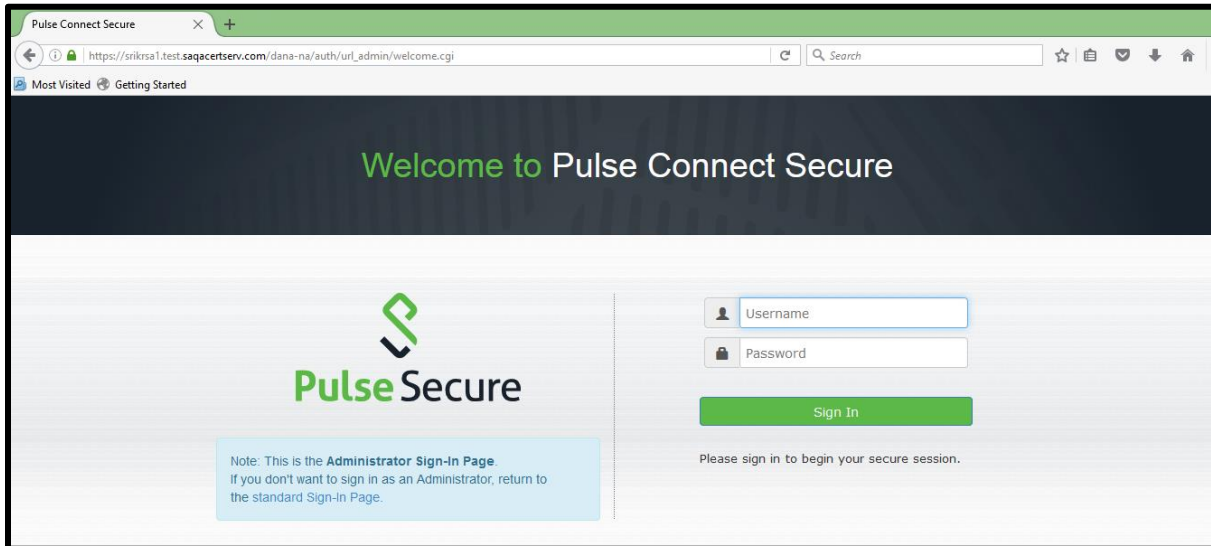 Pulse Connect Secure
https://srikrsa1.test.saqacertserv.com/dana-na/auth/url_admin/welcome.cgi
Search
Most Visited
Getting Started
Welcome to Pulse Connect Secure
Pulse Secure
Note: This is the Administrator Sign-In Page.
If you don't want to sign in as an Administrator, return to
the standard Sign-In Page.
Username
Password
Sign In
Please sign in to begin your secure session.